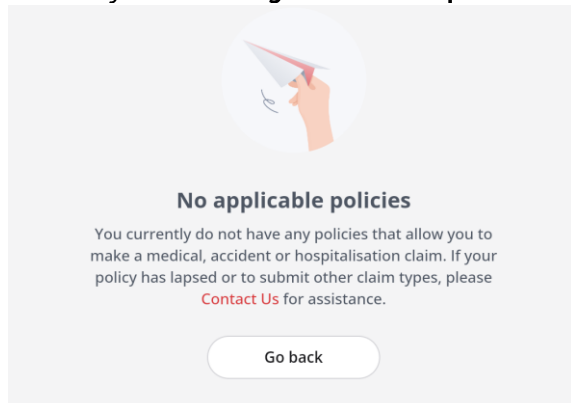 No applicable policies
You currently do not have any policies that allow you to
make a medical, accident or hospitalisation claim. If your
policy has lapsed or to submit other claim types, please
Contact Us for assistance.
Go back